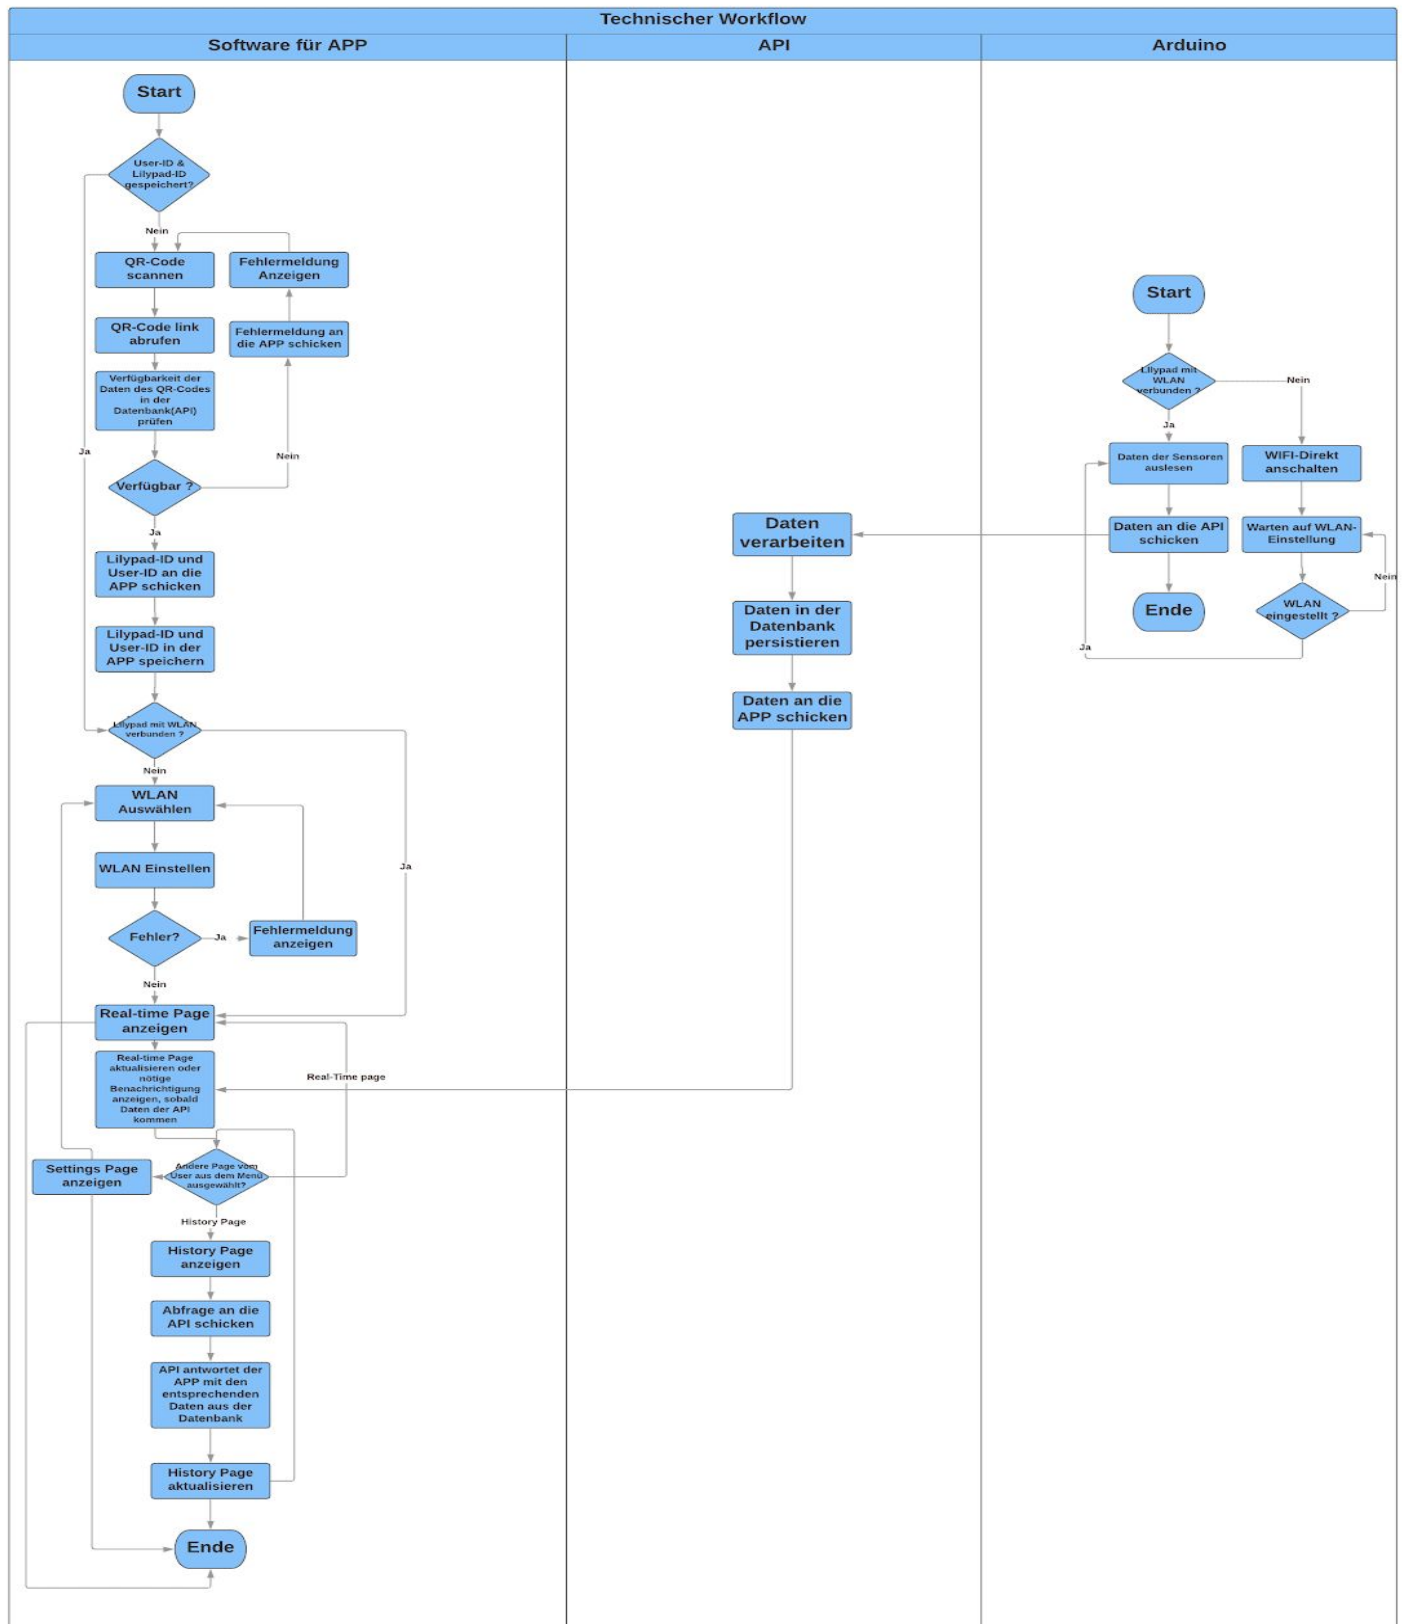 Technischer Workflow
Software für APP
API
Arduino
Start
User-ID &
Lilypad-ID
gespeichert?
Nein
QR-Code
scannen
Fehlermeldung
Anzeigen
QR-Code link
abrufen
Fehlermeldung an
die APP schicken
Verfügbarkeit der
Daten des QR-Codes
in der
Datenbank(API)
prüfen
Ja
Nein
Verfügbar ?
Ja
Lilypad-ID und
User-ID an die
APP schicken
Lilypad-ID und
User-ID in der
APP speichern
Lilypad mit WLAN
verbunden ?
Nein
WLAN
Auswählen
WLAN Einstellen
Ja
Fehler?
Ja
Fehlermeldung
anzeigen
Nein
Real-time Page
anzeigen
Real-time Page
aktualisieren oder
nötige
Benachrichtigung
anzeigen, sobald
Daten der API
kommen
Real-Time page
Settings Page
anzeigen
Andere Page vom
User aus dem Menü
ausgewählt?
History Page
History Page
anzeigen
Abfrage an die
API schicken
API antwortet der
APP mit den
entsprechenden
Daten aus der
Datenbank
History Page
aktualisieren
Ende
Daten
verarbeiten
Daten in der
Datenbank
persistieren
Daten an die
APP schicken
Start
Lilypad mit
WLAN
verbunden ?
Nein
Ja
Daten der Sensoren
auslesen
WIFI-Direkt
anschalten
Daten an die API
schicken
Warten auf WLAN-
Einstellung
Nein
Ende
WLAN
eingestellt ?
Ja